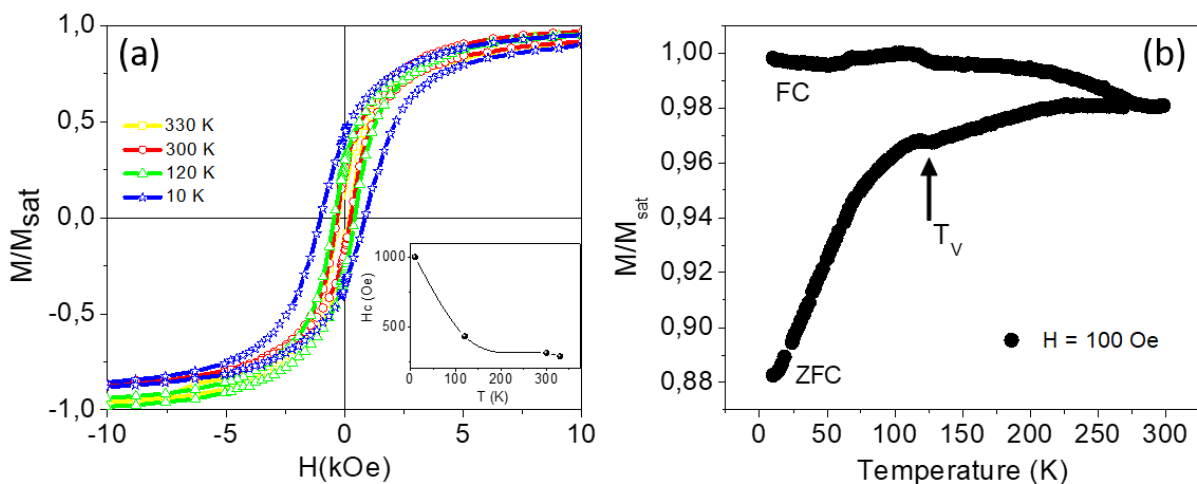 (a)
1,0
0,5
0,0
-0,5
-1,0
M/Msat
330 K
300 K
120 K
10 K
1000
500
Hc (Oe)
0 100 200 300
T (K)
-10 -5 0 5 10
H(kOe)
(b)
1,00
0,98
0,96
0,94
0,92
0,90
0,88
M/Msat
FC
TV
ZFC
H = 100 Oe
0 50 100 150 200 250 300
Temperature (K)